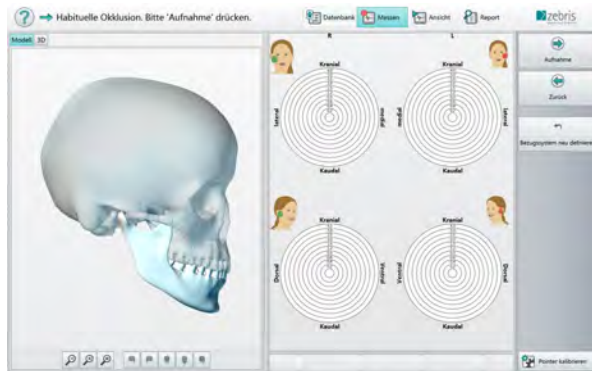 ? → Habituelle Okklusion. Bitte 'Aufnahme' drücken.
Datenbank
Messen
Ansicht
Report
zebris
Modell 3D
R
L
Kranial
lateral
medial
Kaudal
Kranial
medial
lateral
Kaudal
Kranial
Dorsal
Ventral
Kaudal
Kranial
Ventral
Dorsal
Kaudal
Aufnahme
Zurück
Bezugssystem neu definiere
Pointer kalibrieren